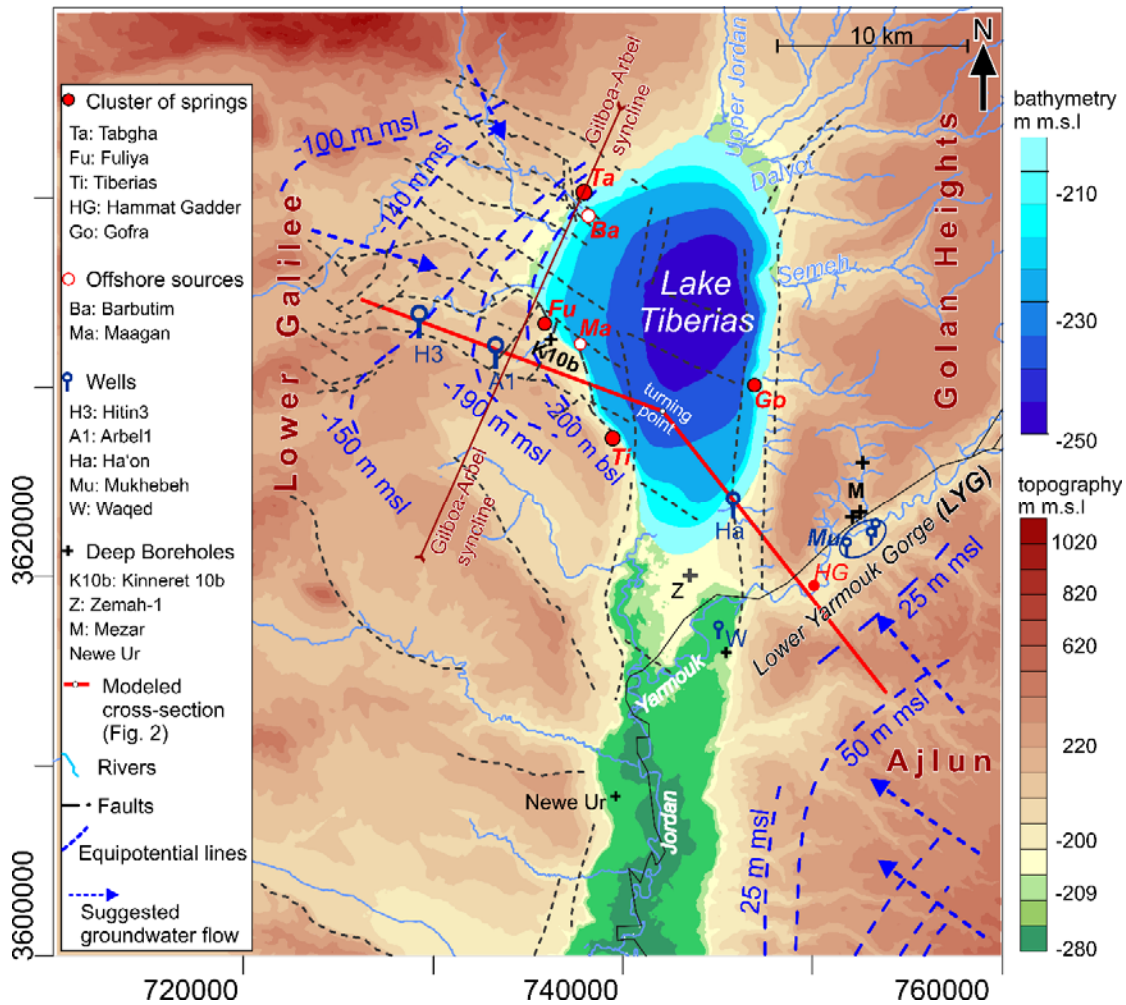 Cluster of springs
Ta: Tabgha
Fu: Fuliya
Ti: Tiberias
HG: Hammat Gadder
Go: Gofra
Offshore sources
Ba: Barbutim
Ma: Maagan
Wells
H3: Hitin3
A1: Arbel1
Ha: Ha'on
Mu: Mukhebeh
W: Waqed
Deep Boreholes
K10b: Kinneret 10b
Z: Zemah-1
M: Mezar
Newe Ur
Modeled
cross-section
(Fig. 2)
Rivers
Faults
Equipotential lines
Suggested
groundwater flow
10 km
N
Gilboa-Arbel
syncline
Upper Jordan
Dalyot
Semeh
Golan Heights
Lower Galilee
-100 m msl
-140 m msl
-150 m msl
-190 m msl
-200 m bsl
Ta
Ba
Fu
Ma
K10b
H3
A1
Lake
Tiberias
turning
point
Gb
Ti
Ha
M
Mu
HG
Lower Yarmouk Gorge (LYG)
Z
W
Yarmouk
25 m msl
50 m msl
Ajlun
Newe Ur
Jordan
25 m msl
Gilboa-Arbel
syncline
bathymetry
m m.s.l
-210
-230
-250
topography
m m.s.l
1020
820
620
220
-200
-209
-280
3620000
3600000
720000
740000
760000